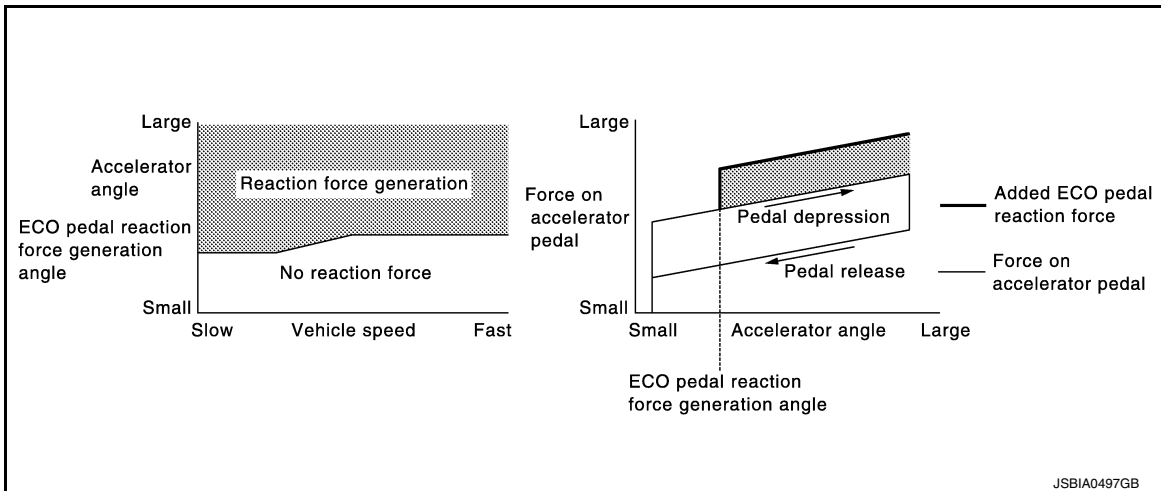 Large
Accelerator
angle
Reaction force generation
ECO pedal reaction
force generation
angle
No reaction force
Small
Slow
Vehicle speed
Fast
Large
Force on
accelerator
pedal
Pedal depression
Pedal release
Small
Small
Accelerator angle
Large
ECO pedal reaction
force generation angle
Added ECO pedal
reaction force
Force on
accelerator pedal
JSBIA0497GB